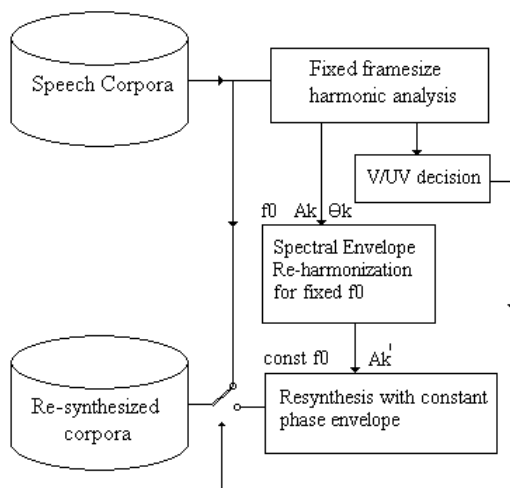 Speech Corpora
Fixed framesize
harmonic analysis
V/UV decision
f0 Ak Θk
Spectral Envelope
Re-harmonization
for fixed f0
const f0 Ak'
Re-synthesized
corpora
Resynthesis with constant
phase envelope